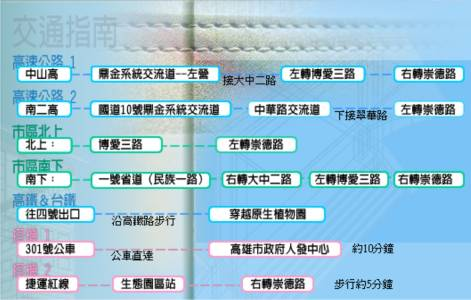 交通指南
高速公路 1
中山高 鼎金系統交流道--左營 接大中二路 左轉博愛三路 右轉崇德路
高速公路 2
南二高 國道10號鼎金系統交流道 中華路交流道 下接翠華路 左轉崇德路
市區北上
北上： 博愛三路 左轉崇德路
市區南下
南下： 一號省道（民族一路） 右轉大中二路 左轉博愛三路 右轉崇德路
高鐵&台鐵
往四號出口 沿高鐵路步行 穿越原生植物園
1
301號公車 公車直達 高雄市政府人發中心 約10分鐘
2
捷運紅線 生態園區站 右轉崇德路 步行約5分鐘